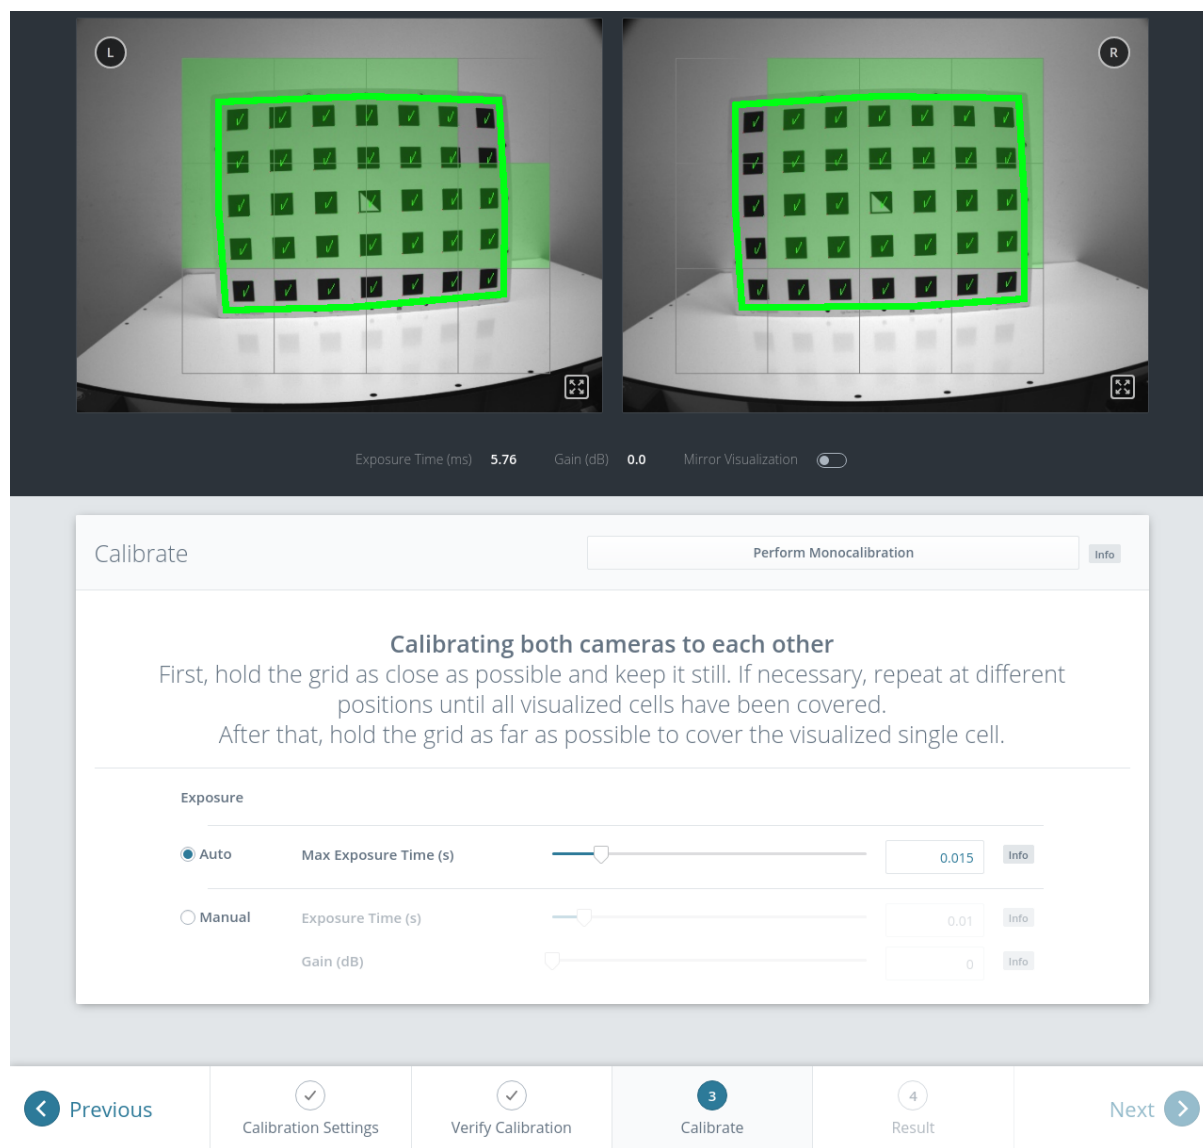 L
R
Exposure Time (ms) 5.76 Gain (dB) 0.0 Mirror Visualization
Calibrate
Perform Monocalibration
Info
Calibrating both cameras to each other
First, hold the grid as close as possible and keep it still. If necessary, repeat at different
positions until all visualized cells have been covered.
After that, hold the grid as far as possible to cover the visualized single cell.
Exposure
Auto Max Exposure Time (s) 0.015 Info
Manual Exposure Time (s) 0.01 Info
Gain (dB) 0 Info
Previous
Calibration Settings
Verify Calibration
3
Calibrate
4
Result
Next